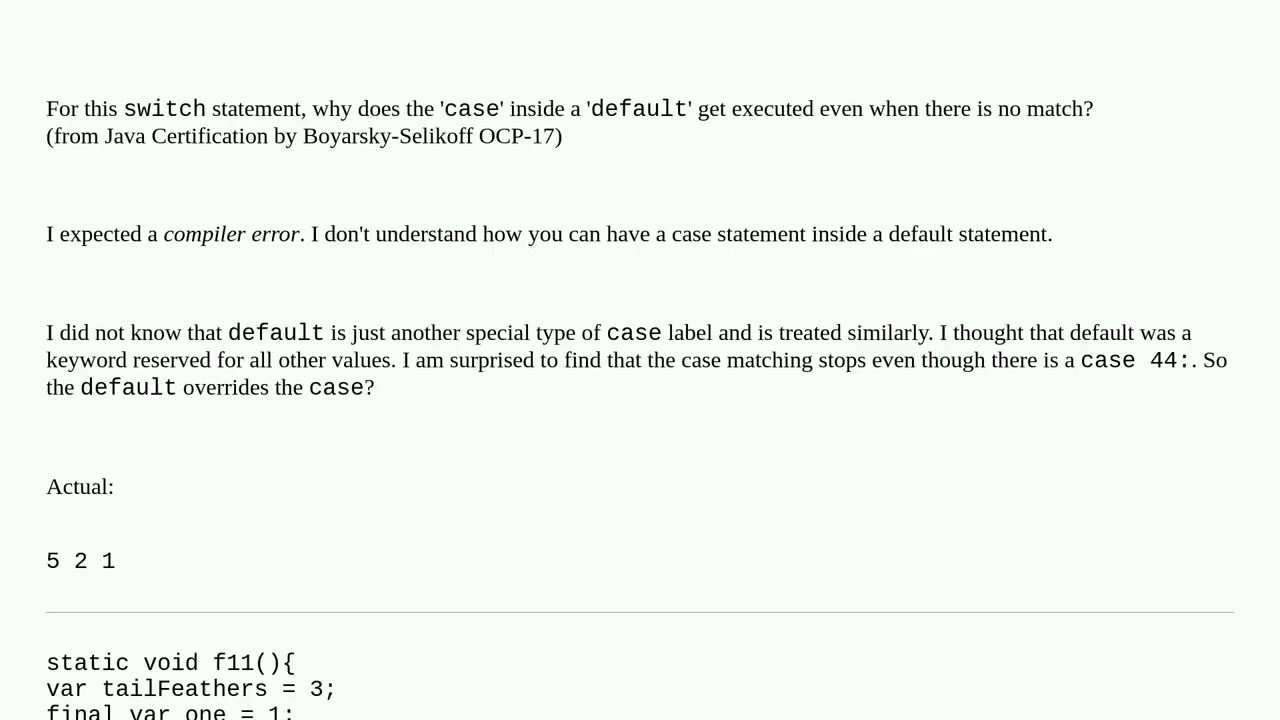 For this switch statement, why does the 'case' inside a 'default' get executed even when there is no match?
(from Java Certification by Boyarsky-Selikoff OCP-17)
I expected a compiler error. I don't understand how you can have a case statement inside a default statement.
I did not know that default is just another special type of case label and is treated similarly. I thought that default was a
keyword reserved for all other values. I am surprised to find that the case matching stops even though there is a case 44:. So
the default overrides the case?
Actual:
5 2 1
static void f11(){
var tailFeathers = 3;
final var one = 1;